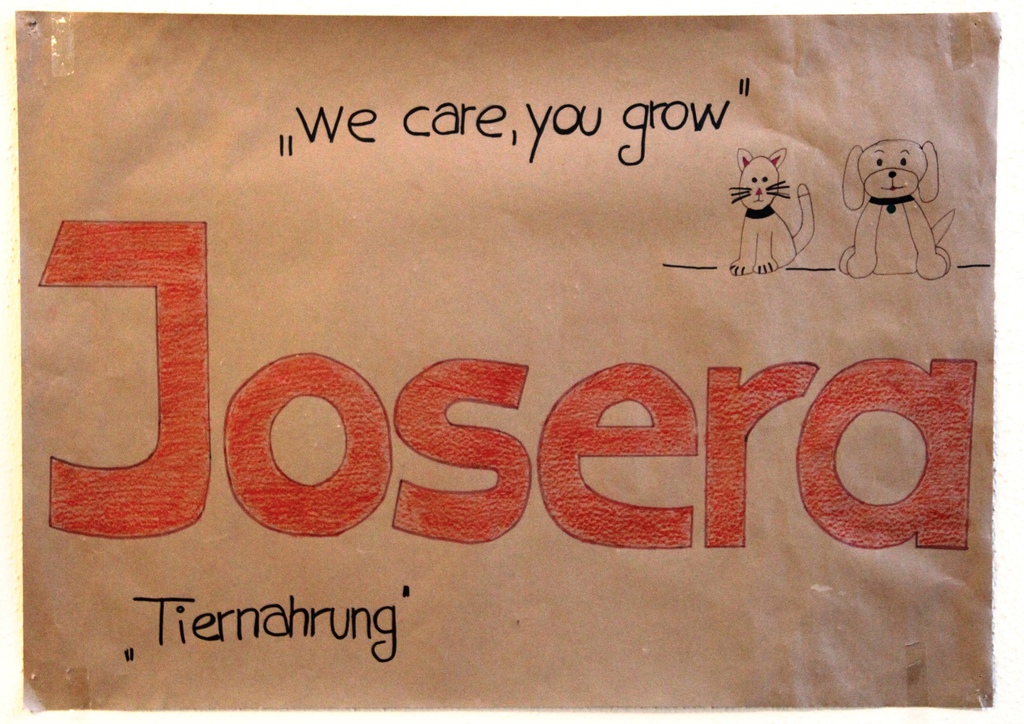 „We care, you grow"
Josera
„Tiernahrung"